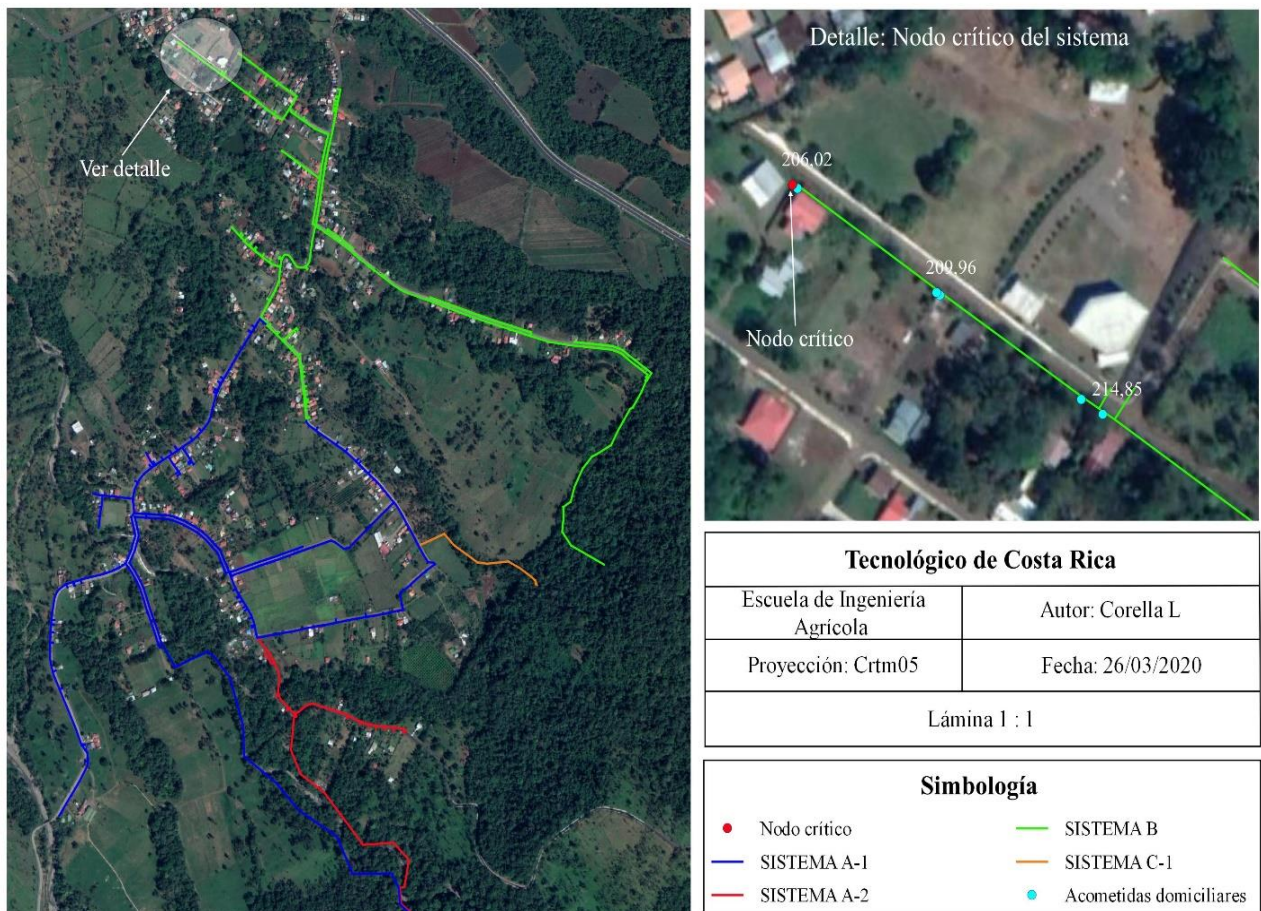 Ver detalle
Detalle: Nodo crítico del sistema
206,02
209,96
Nodo crítico
214,85
Tecnológico de Costa Rica
Escuela de Ingeniería
Agrícola
Autor: Corella L
Proyección: Crtm05
Fecha: 26/03/2020
Lámina 1 : 1
Simbología
Nodo crítico
SISTEMA B
SISTEMA A-1
SISTEMA C-1
SISTEMA A-2
Acometidas domiciliares